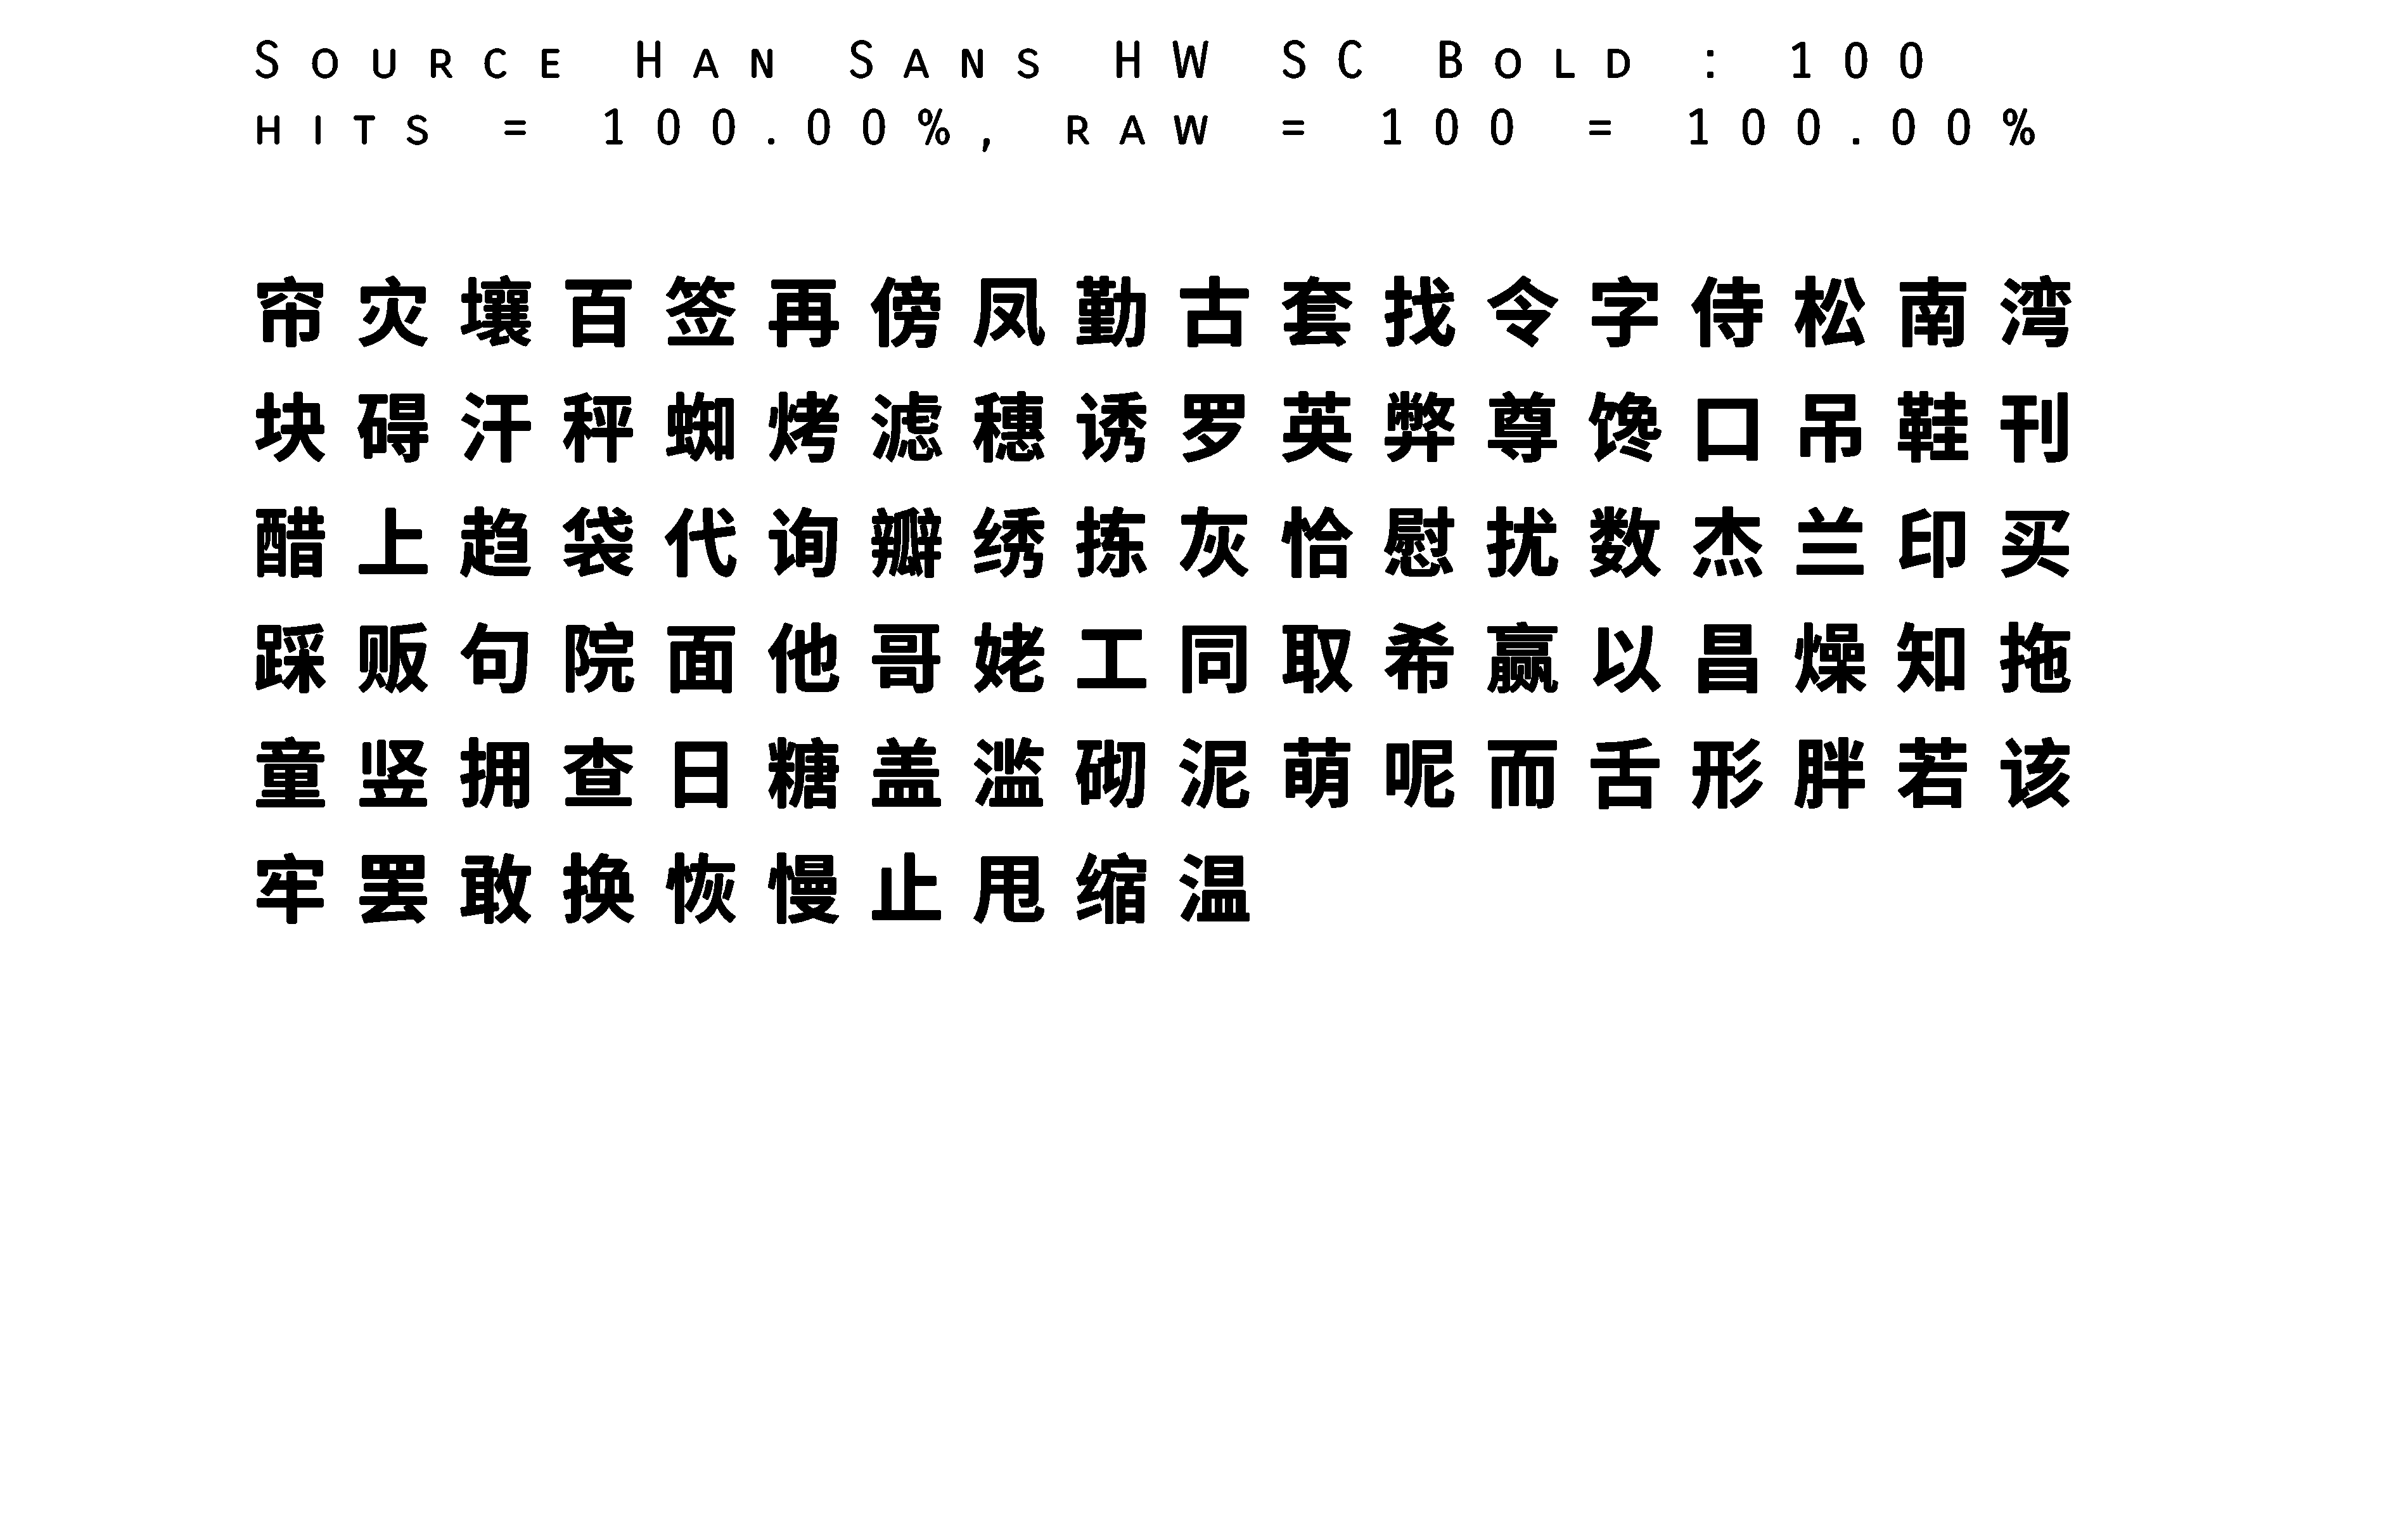 Source Han Sans HW SC Bold : 100
hits = 100.00%, raw = 100 = 100.00%
帘灾壤百签再傍凤勤古套找令字侍松南湾
块碍汗秤蜘烤滤穗诱罗英弊尊馋口吊鞋刊
醋上趋袋代询瓣绣拣灰恰慰扰数杰兰印买
踩贩句院面他哥姥工同取希赢以昌燥知拖
童竖拥查日糖盖滥砌泥萌呢而舌形胖若该
牢罢敢换恢慢止甩缩温